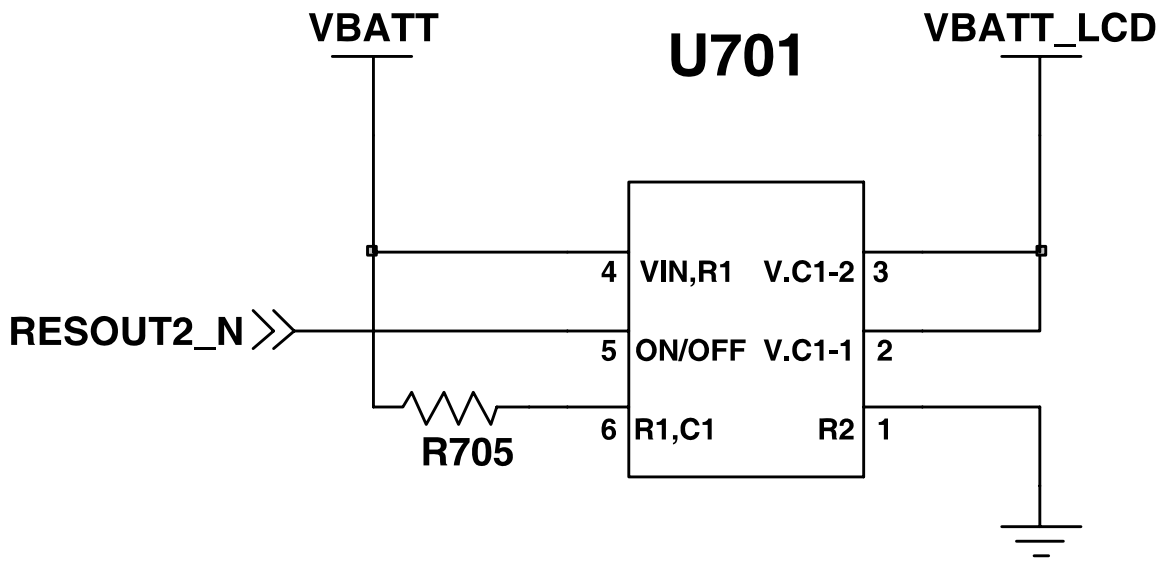 VBATT
U701
VBATT_LCD
4 VIN,R1 V.C1-2 3
RESOUT2_N
5 ON/OFF V.C1-1 2
6 R1,C1 R2 1
R705